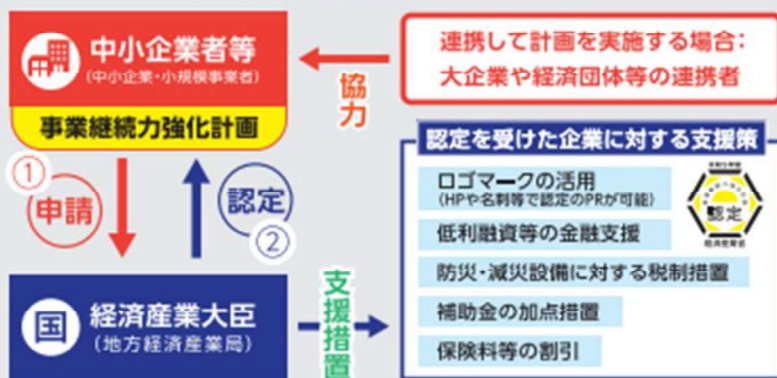 中小企業者等
(中小企業・小規模事業者)
事業継続力強化計画
連携して計画を実施する場合:
大企業や経済団体等の連携者
協力
①
申請
認定
②
国
経済産業大臣
(地方経済産業局)
支援措置
認定を受けた企業に対する支援策
ロゴマークの活用
(HPや名刺等で認定のPRが可能)
認定
経済産業省
低利融資等の金融支援
防災・減災設備に対する税制措置
補助金の加点措置
保険料等の割引